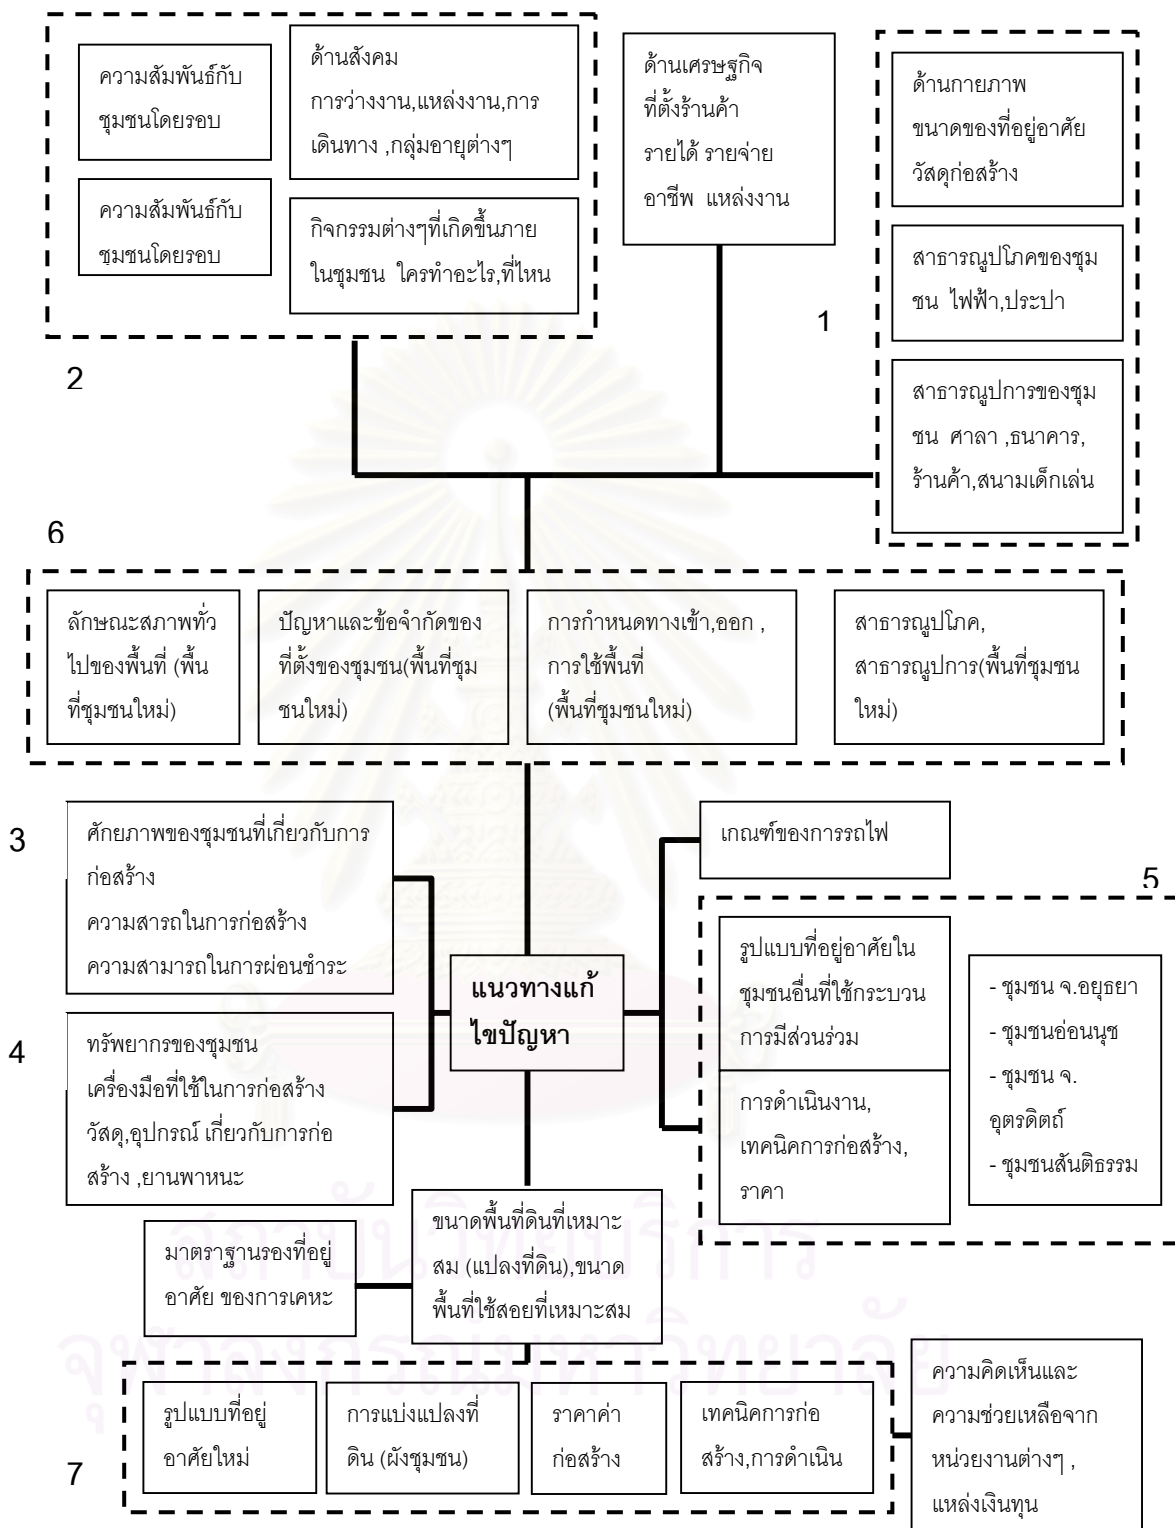 ความสัมพันธ์กับ
ชุมชนโดยรอบ
ด้านสังคม
การว่างงาน,แหล่งงาน,การ
เดินทาง ,กลุ่มอายุต่างๆ
ความสัมพันธ์กับ
ชุมชนโดยรอบ
กิจกรรมต่างๆที่เกิดขึ้นภาย
ในชุมชน ใครทำอะไร,ที่ไหน
2
ด้านเศรษฐกิจ
ที่ตั้งร้านค้า
รายได้ รายจ่าย
อาชีพ แหล่งงาน
1
ด้านกายภาพ
ขนาดของที่อยู่อาศัย
วัสดุก่อสร้าง
สาธารณูปโภคของชุม
ชน ไฟฟ้า,ประปา
สาธารณูปการของชุม
ชน ศาลา ,ธนาคาร,
ร้านค้า,สนามเด็กเล่น
6
ลักษณะสภาพทั่ว
ไปของพื้นที่ (พื้น
ที่ชุมชนใหม่)
ปัญหาและข้อจำกัดของ
ที่ตั้งของชุมชน(พื้นที่ชุม
ชนใหม่)
การกำหนดทางเข้า,ออก ,
การใช้พื้นที่
(พื้นที่ชุมชนใหม่)
สาธารณูปโภค,
สาธารณูปการ(พื้นที่ชุมชน
ใหม่)
3
ศักยภาพของชุมชนที่เกี่ยวกับการ
ก่อสร้าง
ความสารถในการก่อสร้าง
ความสามารถในการผ่อนชำระ
4
ทรัพยากรของชุมชน
เครื่องมือที่ใช้ในการก่อสร้าง
วัสดุ,อุปกรณ์ เกี่ยวกับการก่อ
สร้าง ,ยานพาหนะ
แนวทางแก้
ไขปัญหา
เกณฑ์ของการรถไฟ
5
รูปแบบที่อยู่อาศัยใน
ชุมชนอื่นที่ใช้กระบวน
การมีส่วนร่วม
การดำเนินงาน,
เทคนิคการก่อสร้าง,
ราคา
- ชุมชน จ.อยุธยา
- ชุมชนอ่อนนุช
- ชุมชน จ.
อุตรดิตถ์
- ชุมชนสันติธรรม
มาตราฐานรองที่อยู่
อาศัย ของการเคหะ
ขนาดพื้นที่ดินที่เหมาะ
สม (แปลงที่ดิน),ขนาด
พื้นที่ใช้สอยที่เหมาะสม
7
รูปแบบที่อยู่
อาศัยใหม่
การแบ่งแปลงที่
ดิน (ผังชุมชน)
ราคาค่า
ก่อสร้าง
เทคนิคการก่อ
สร้าง,การดำเนิน
ความคิดเห็นและ
ความช่วยเหลือจาก
หน่วยงานต่างๆ ,
แหล่งเงินทุน
สถาบันวิทยบริการ
จุฬาลงกรณ์มหาวิทยาลัย